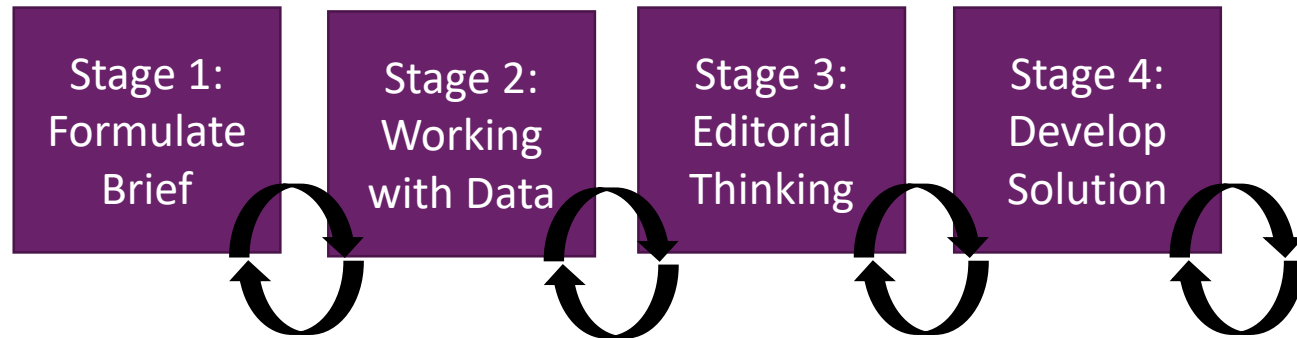 Stage 1:
Formulate
Brief
Stage 2:
Working
with Data
Stage 3:
Editorial
Thinking
Stage 4:
Develop
Solution